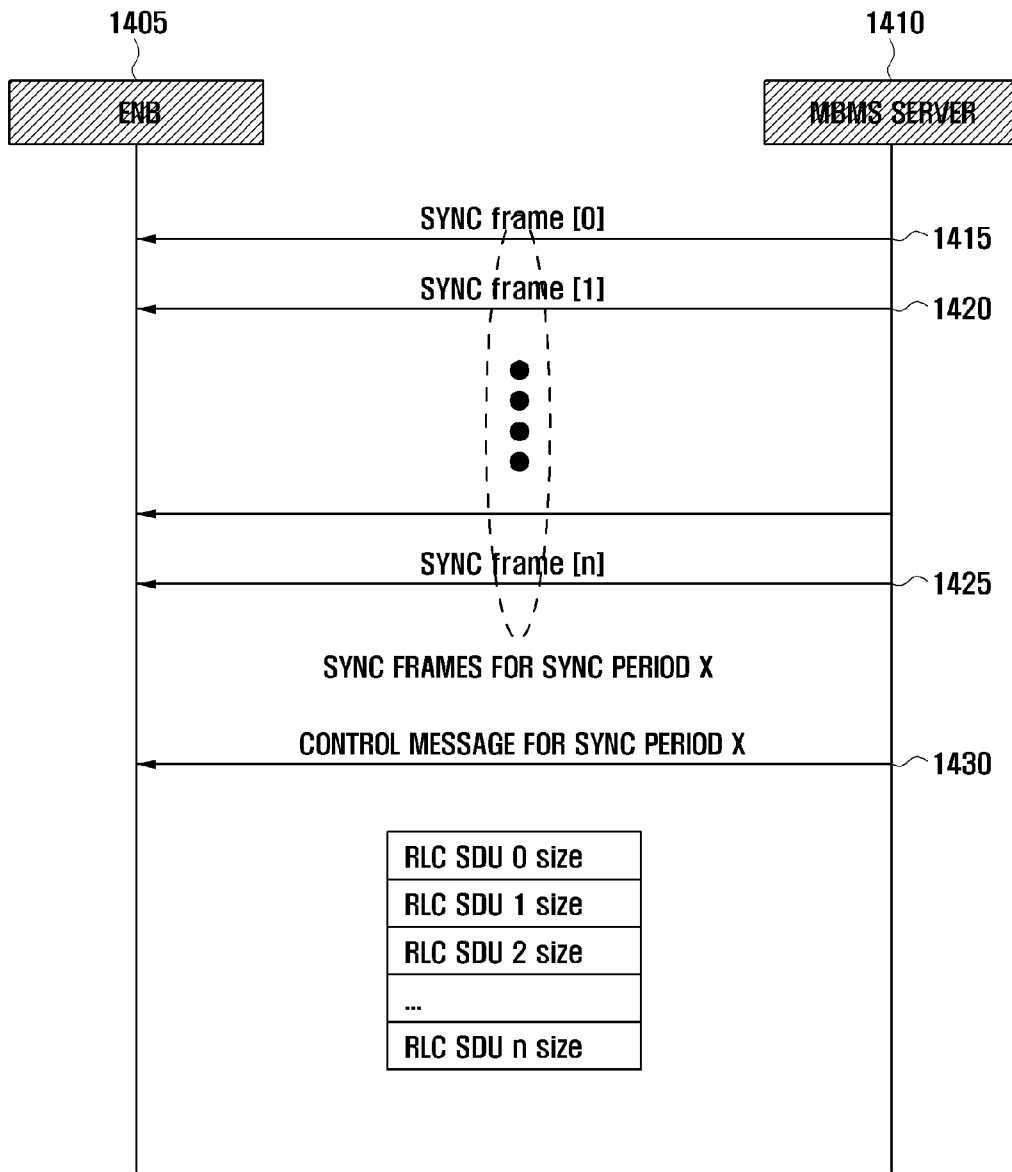 1405
1410
ENB
MBMS SERVER
SYNC frame [0]
1415
SYNC frame [1]
1420
SYNC frame [n]
1425
SYNC FRAMES FOR SYNC PERIOD X
CONTROL MESSAGE FOR SYNC PERIOD X
1430
RLC SDU 0 size
RLC SDU 1 size
RLC SDU 2 size
...
RLC SDU n size